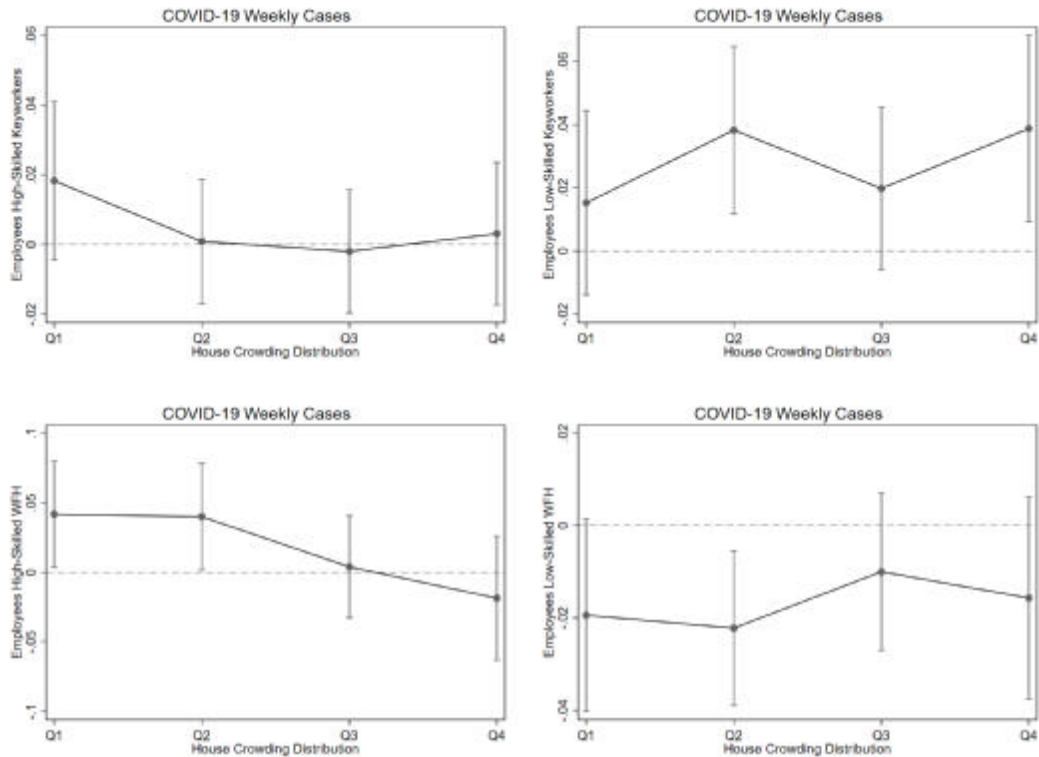 COVID-19 Weekly Cases
Employees High-Skilled Keyworkers
.06
.04
.02
0
-.02
Q1 Q2 Q3 Q4
House Crowding Distribution
COVID-19 Weekly Cases
Employees Low-Skilled Keyworkers
.06
.04
.02
0
-.02
Q1 Q2 Q3 Q4
House Crowding Distribution
COVID-19 Weekly Cases
Employees High-Skilled WFH
.1
.05
0
-.05
-.1
Q1 Q2 Q3 Q4
House Crowding Distribution
COVID-19 Weekly Cases
Employees Low-Skilled WFH
.02
0
-.02
-.04
Q1 Q2 Q3 Q4
House Crowding Distribution